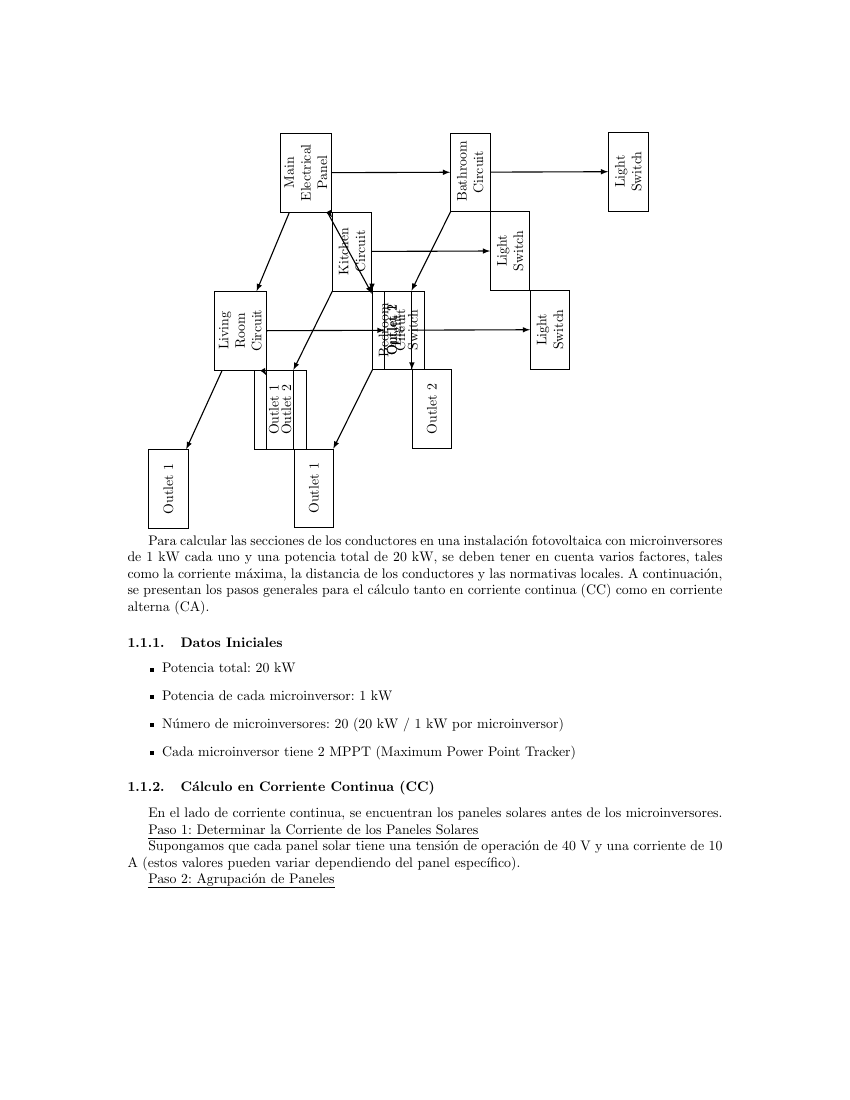 Main
Electrical
Panel
Bathroom
Circuit
Light
Switch
Kitchen
Circuit
Light
Switch
Living
Room
Circuit
Bedroom
Circuit
Outlet 2
Switch
Light
Switch
Outlet 1
Outlet 2
Outlet 2
Outlet 1
Outlet 1
Para calcular las secciones de los conductores en una instalación fotovoltaica con microinversores
de 1 kW cada uno y una potencia total de 20 kW, se deben tener en cuenta varios factores, tales
como la corriente máxima, la distancia de los conductores y las normativas locales. A continuación,
se presentan los pasos generales para el cálculo tanto en corriente continua (CC) como en corriente
alterna (CA).
1.1.1. Datos Iniciales
▪ Potencia total: 20 kW
▪ Potencia de cada microinversor: 1 kW
▪ Número de microinversores: 20 (20 kW / 1 kW por microinversor)
▪ Cada microinversor tiene 2 MPPT (Maximum Power Point Tracker)
1.1.2. Cálculo en Corriente Continua (CC)
En el lado de corriente continua, se encuentran los paneles solares antes de los microinversores.
Paso 1: Determinar la Corriente de los Paneles Solares
Supongamos que cada panel solar tiene una tensión de operación de 40 V y una corriente de 10
A (estos valores pueden variar dependiendo del panel específico).
Paso 2: Agrupación de Paneles